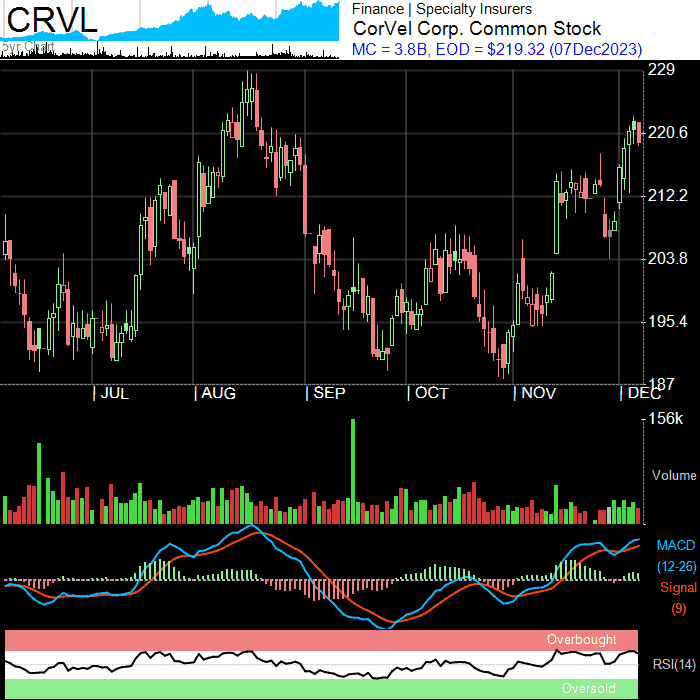 CRVL
5yr Chart
Finance | Specialty Insurers
CorVel Corp. Common Stock
MC = 3.8B, EOD = $219.32 (07Dec2023)
229
220.6
212.2
203.8
195.4
187
| JUL | AUG | SEP | OCT | NOV | DEC
156k
Volume
MACD
(12-26)
Signal
(9)
Overbought
RSI(14)
Oversold